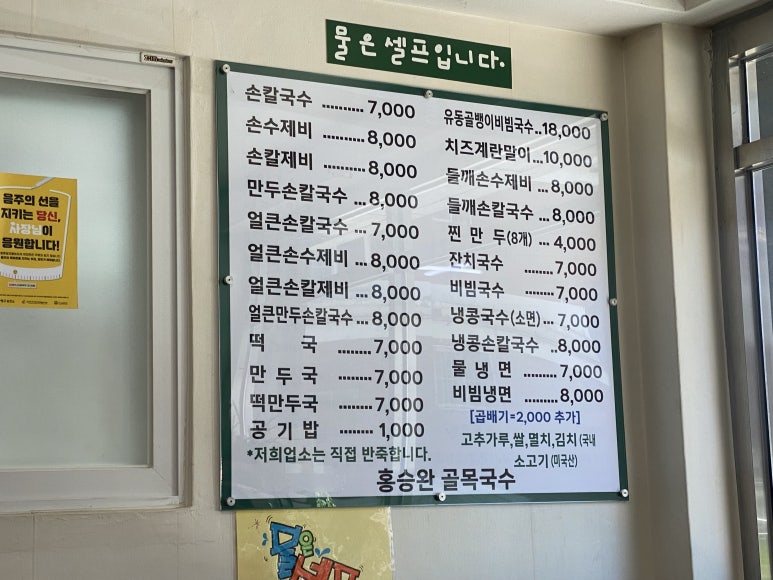 물은셀프입니다.
손칼국수 .......... 7,000
손수제비 .......... 8,000
손칼제비 .......... 8,000
만두손칼국수 ... 8,000
얼큰손칼국수 ... 7,000
얼큰손수제비 ... 8,000
얼큰손칼제비 ... 8,000
얼큰만두손칼국수 ... 8,000
떡 국 ........ 7,000
만 두 국 ........ 7,000
떡만두국 ........ 7,000
공 기 밥 ........ 1,000
*저희업소는 직접 반죽합니다.
유동골뱅이비빔국수..18,000
치즈계란말이...10,000
들깨손수제비 ... 8,000
들깨손칼국수 ... 8,000
찐 만 두(8개) ... 4,000
잔치국수 ........ 7,000
비빔국수 ........ 7,000
냉콩국수(소면) ... 7,000
냉콩손칼국수 ..8,000
물 냉 면 ......... 7,000
비빔냉면 ......... 8,000
[곱배기=2,000 추가]
고추가루,쌀,멸치,김치(국내
소고기(미국산)
홍승완 골목국수
음주의 선을
지키는 당신,
사장님이
응원합니다!
물은
셀프